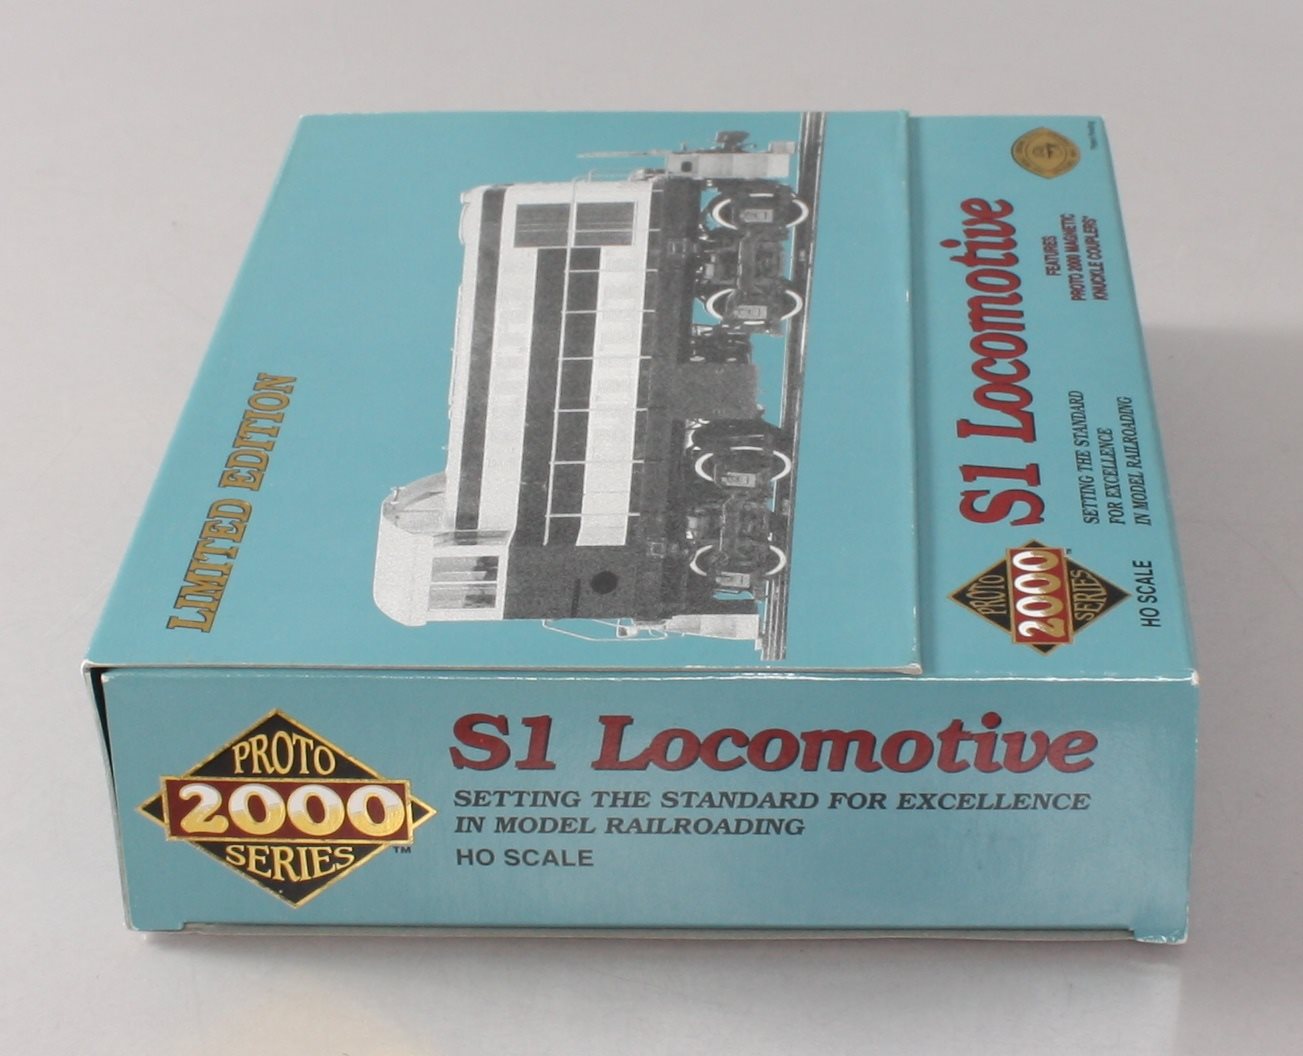 LIMITED EDITION
S1 Locomotive
SETTING THE STANDARD
FOR EXCELLENCE
IN MODEL RAILROADING
FEATURES
PROTO 2000 MAGNETIC
KNUCKLE COUPLERS
PROTO
2000
SERIES
HO SCALE
PROTO
2000
SERIES
™
S1 Locomotive
SETTING THE STANDARD FOR EXCELLENCE
IN MODEL RAILROADING
HO SCALE